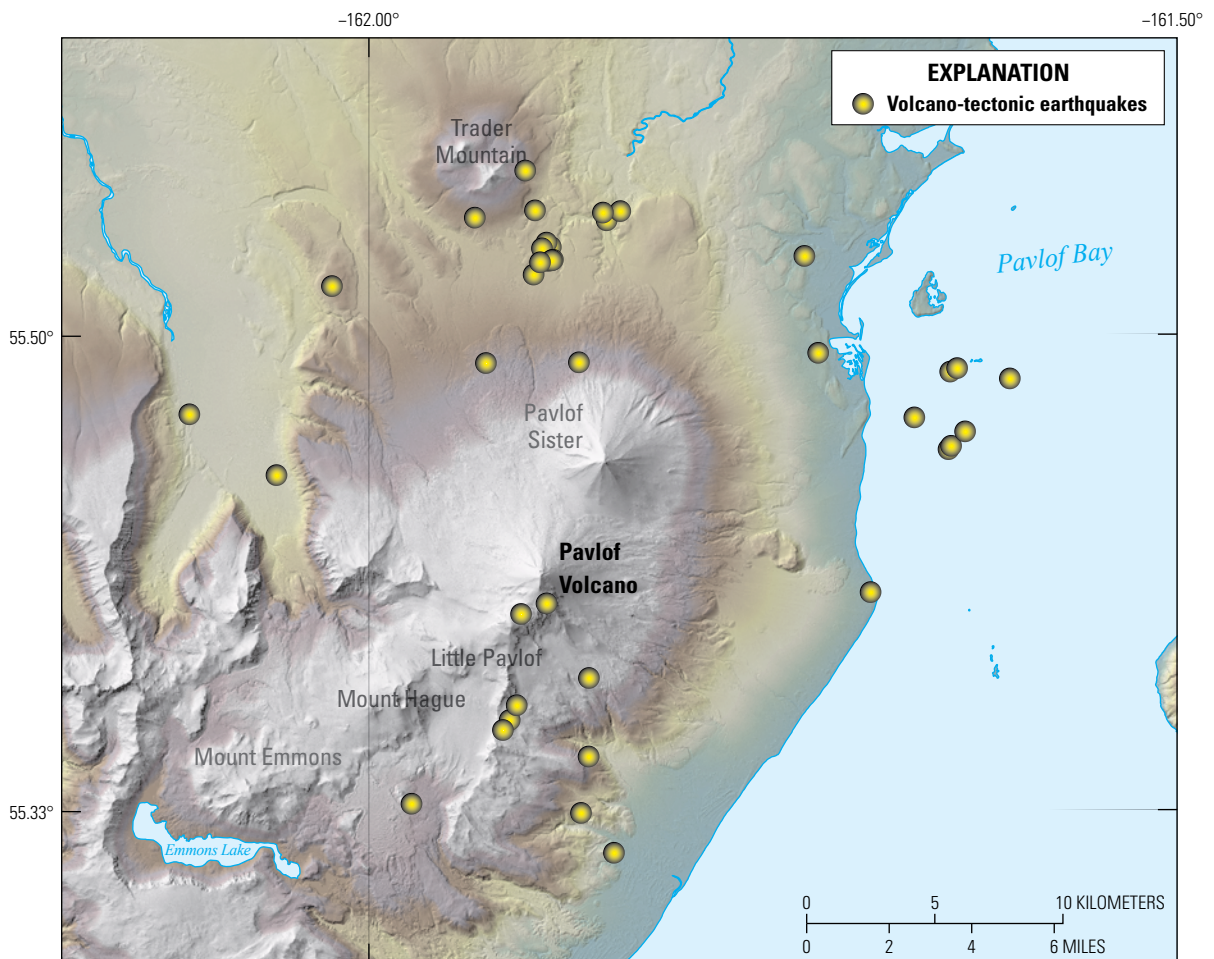 −162.00°
−161.50°
EXPLANATION
Volcano-tectonic earthquakes
Trader
Mountain
Pavlof Bay
55.50°
Pavlof
Sister
Pavlof
Volcano
Little Pavlof
Mount Hague
Mount Emmons
55.33°
Emmons Lake
0 5 10 KILOMETERS
0 2 4 6 MILES